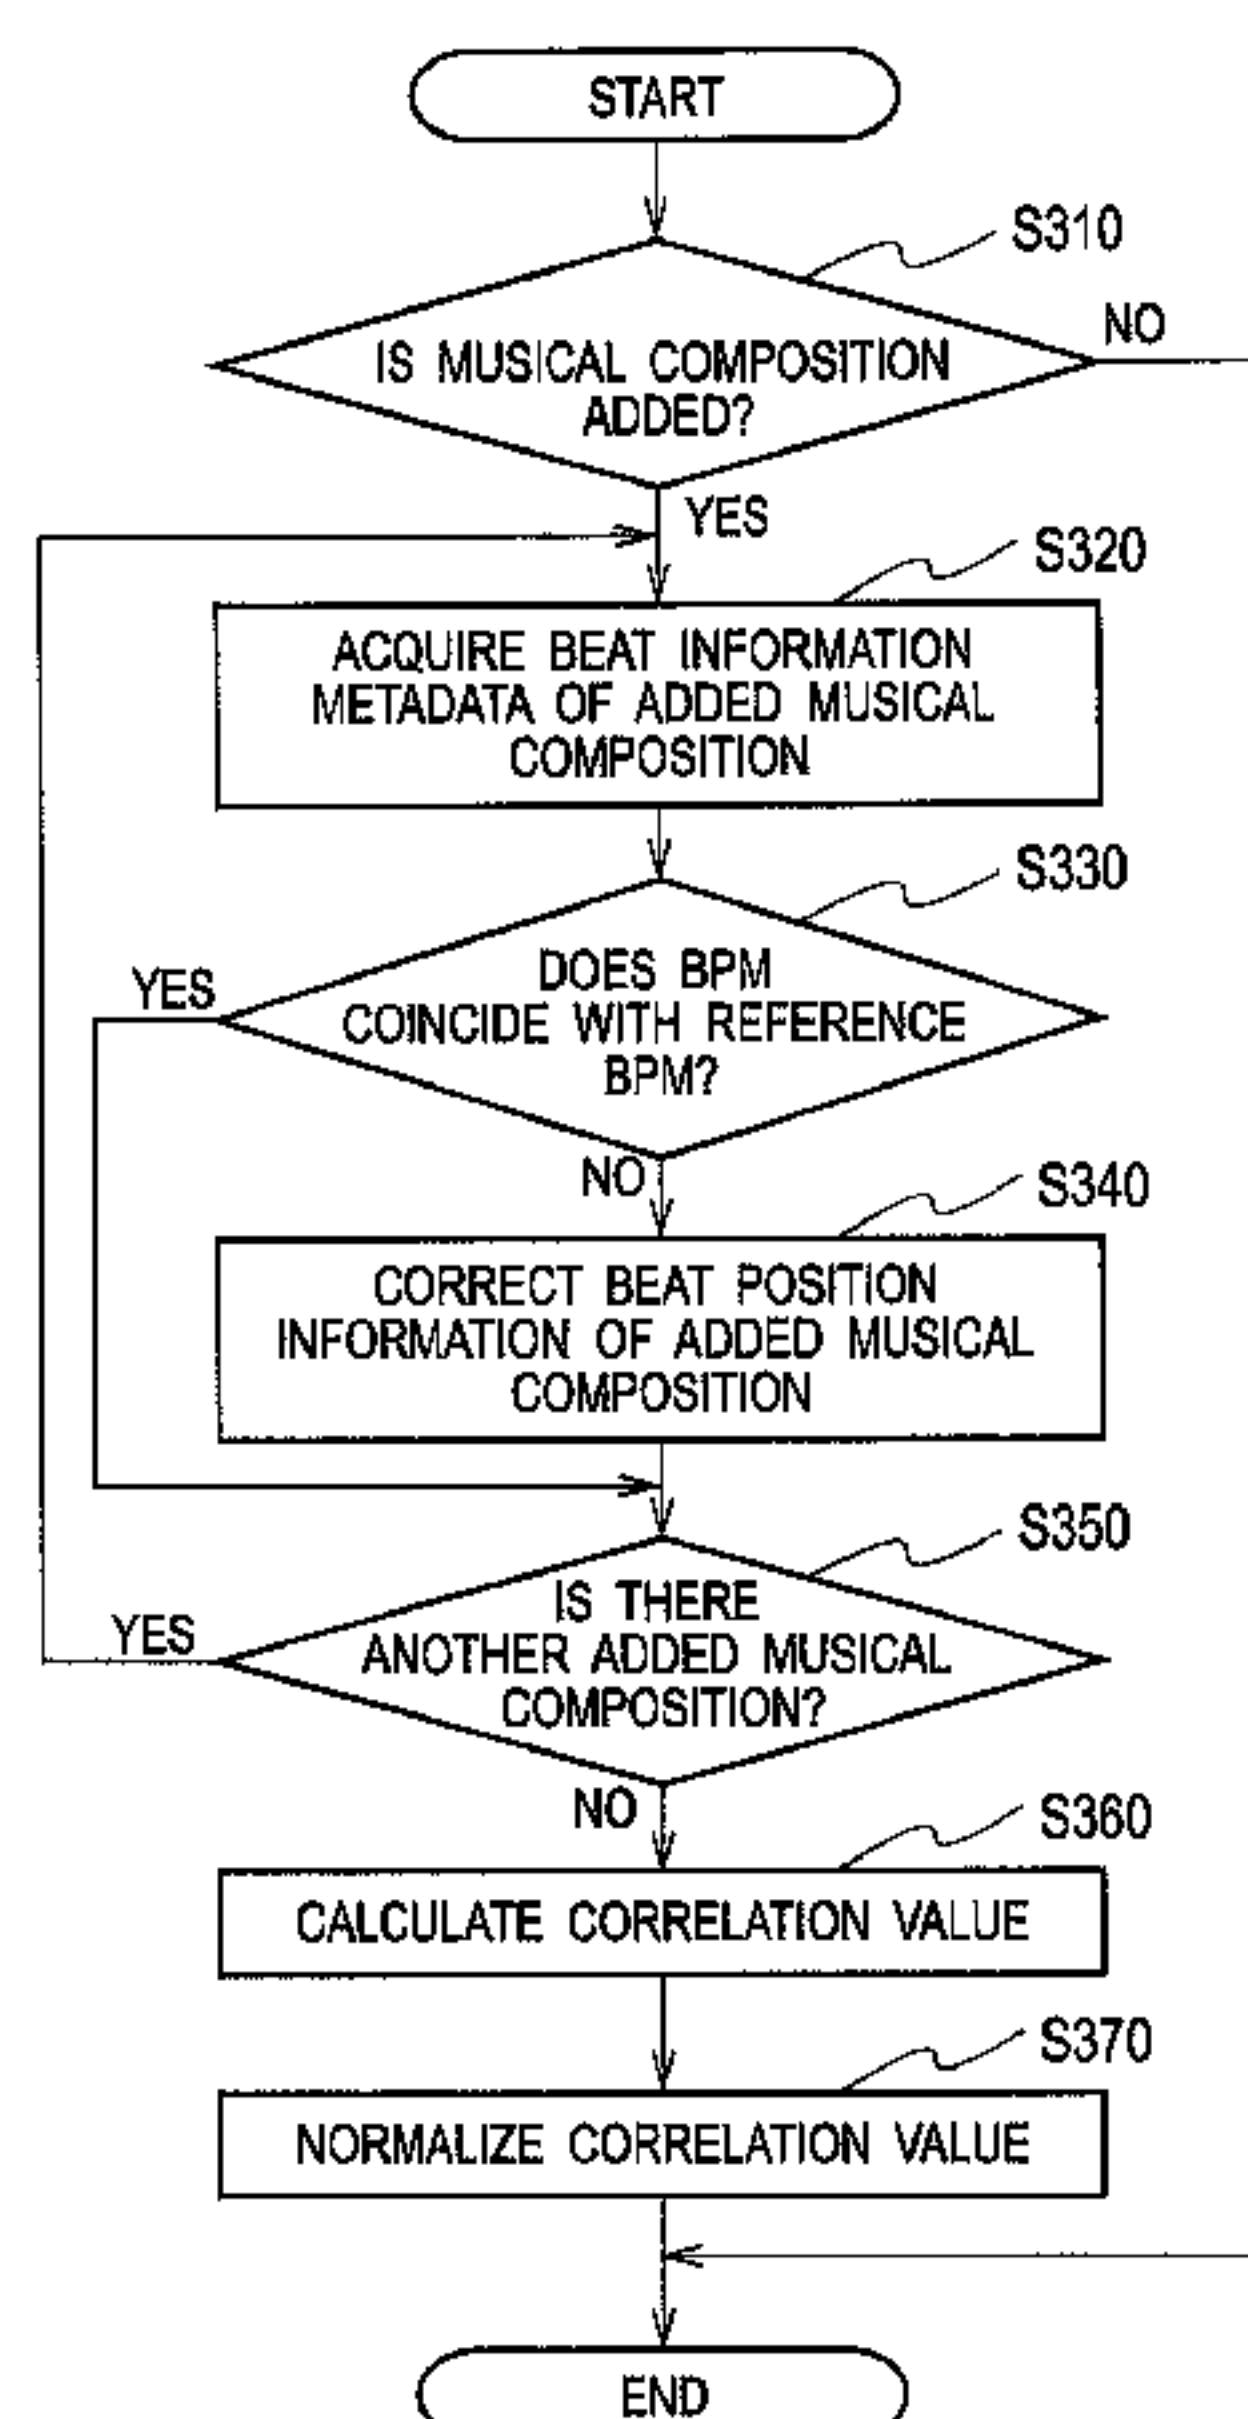 START
S310
NO
IS MUSICAL COMPOSITION
ADDED?
YES
S320
ACQUIRE BEAT INFORMATION
METADATA OF ADDED MUSICAL
COMPOSITION
S330
YES
DOES BPM
COINCIDE WITH REFERENCE
BPM?
NO
S340
CORRECT BEAT POSITION
INFORMATION OF ADDED MUSICAL
COMPOSITION
S350
YES
IS THERE
ANOTHER ADDED MUSICAL
COMPOSITION?
NO
S360
CALCULATE CORRELATION VALUE
S370
NORMALIZE CORRELATION VALUE
END